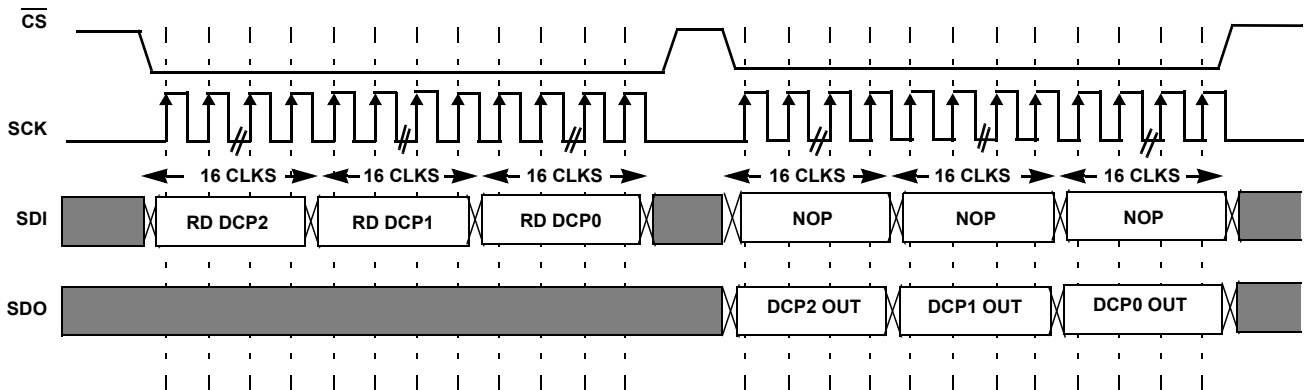 CS
SCK
16 CLKS 16 CLKS 16 CLKS 16 CLKS 16 CLKS 16 CLKS
SDI RD DCP2 RD DCP1 RD DCP0 NOP NOP NOP
SDO DCP2 OUT DCP1 OUT DCP0 OUT